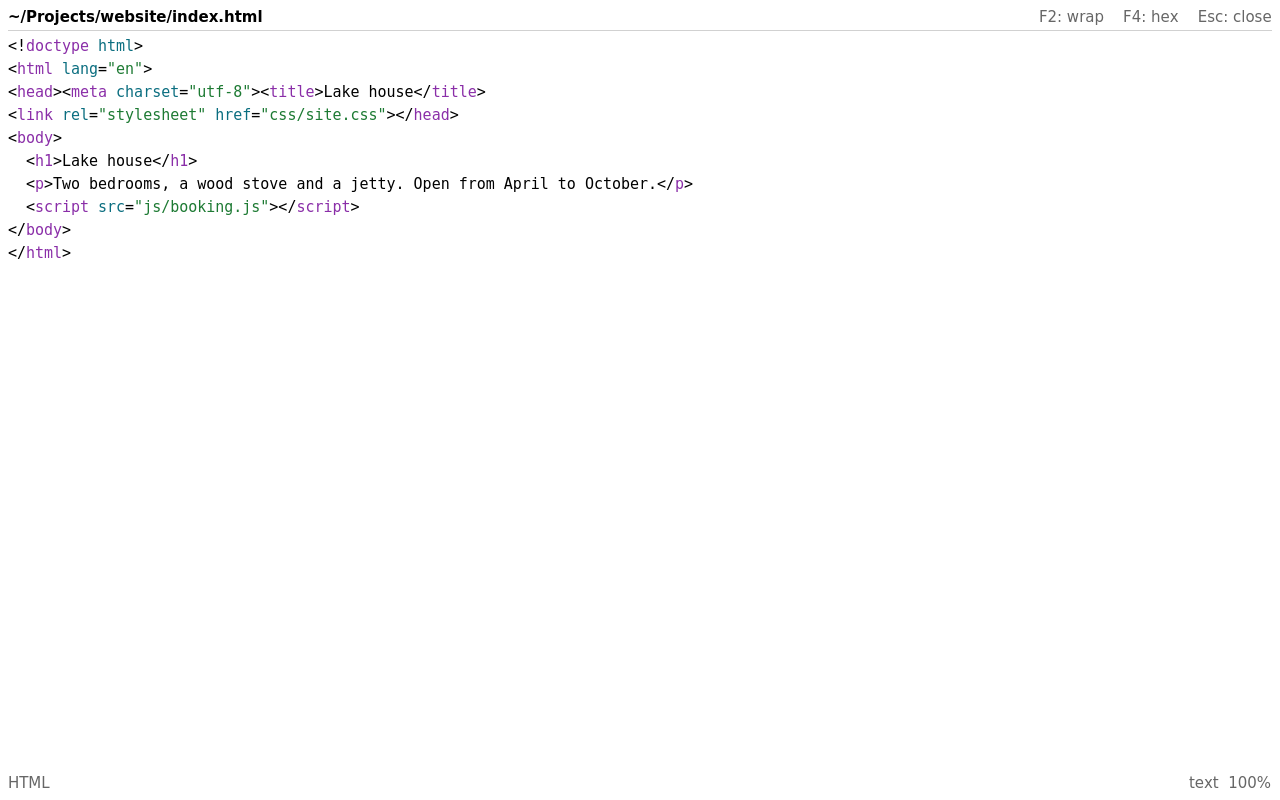 ~/Projects/website/index.html F2: wrap F4: hex Esc: close
<!doctype html>
<html lang="en">
<head><meta charset="utf-8"><title>Lake house</title>
<link rel="stylesheet" href="css/site.css"></head>
<body>
  <h1>Lake house</h1>
  <p>Two bedrooms, a wood stove and a jetty. Open from April to October.</p>
  <script src="js/booking.js"></script>
</body>
</html>
HTML text 100%